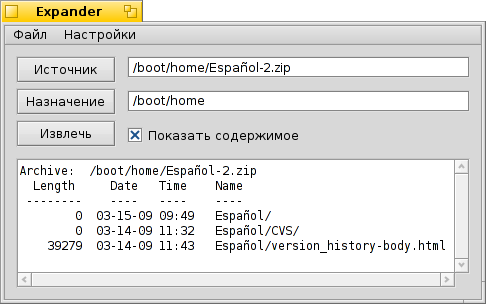 Expander
Файл Настройки
Источник /boot/home/Español-2.zip
Назначение /boot/home
Извлечь Показать содержимое
Archive: /boot/home/Español-2.zip
Length Date Time Name
-------- ---- ---- ----
0 03-15-09 09:49 Español/
0 03-14-09 11:32 Español/CVS/
39279 03-14-09 11:43 Español/version_history-body.html